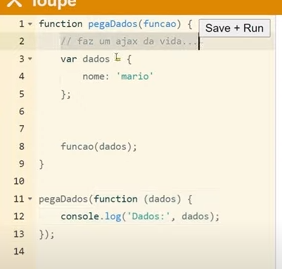 loupe
1 function pegaDados(funcao) {
Save + Run
2 // faz um ajax da vida...
3 var dados = {
4 nome: 'mario'
5 };
6
7
8 funcao(dados);
9 }
10
11 pegaDados(function (dados) {
12 console.log('Dados:', dados);
13 });
14